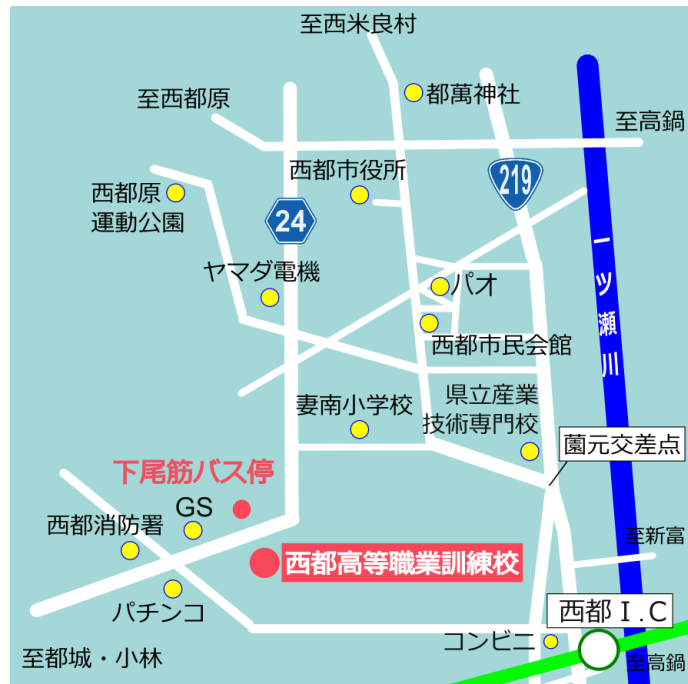 至西米良村
都萬神社
至西都原
至高鍋
西都市役所
219
西都原
運動公園
24
一ツ瀬川
ヤマダ電機
パオ
西都市民会館
県立産業
技術専門校
妻南小学校
薗元交差点
下尾筋バス停
GS
西都消防署
至新富
西都高等職業訓練校
パチンコ
西都I.C
コンビニ
至都城・小林
至高鍋